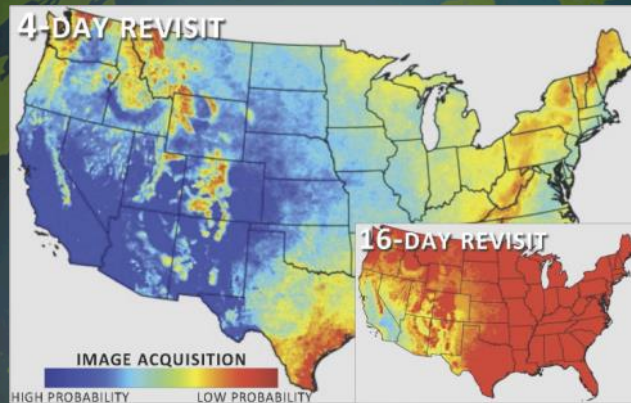 4-DAY REVISIT
16-DAY REVISIT
IMAGE ACQUISITION
HIGH PROBABILITY LOW PROBABILITY